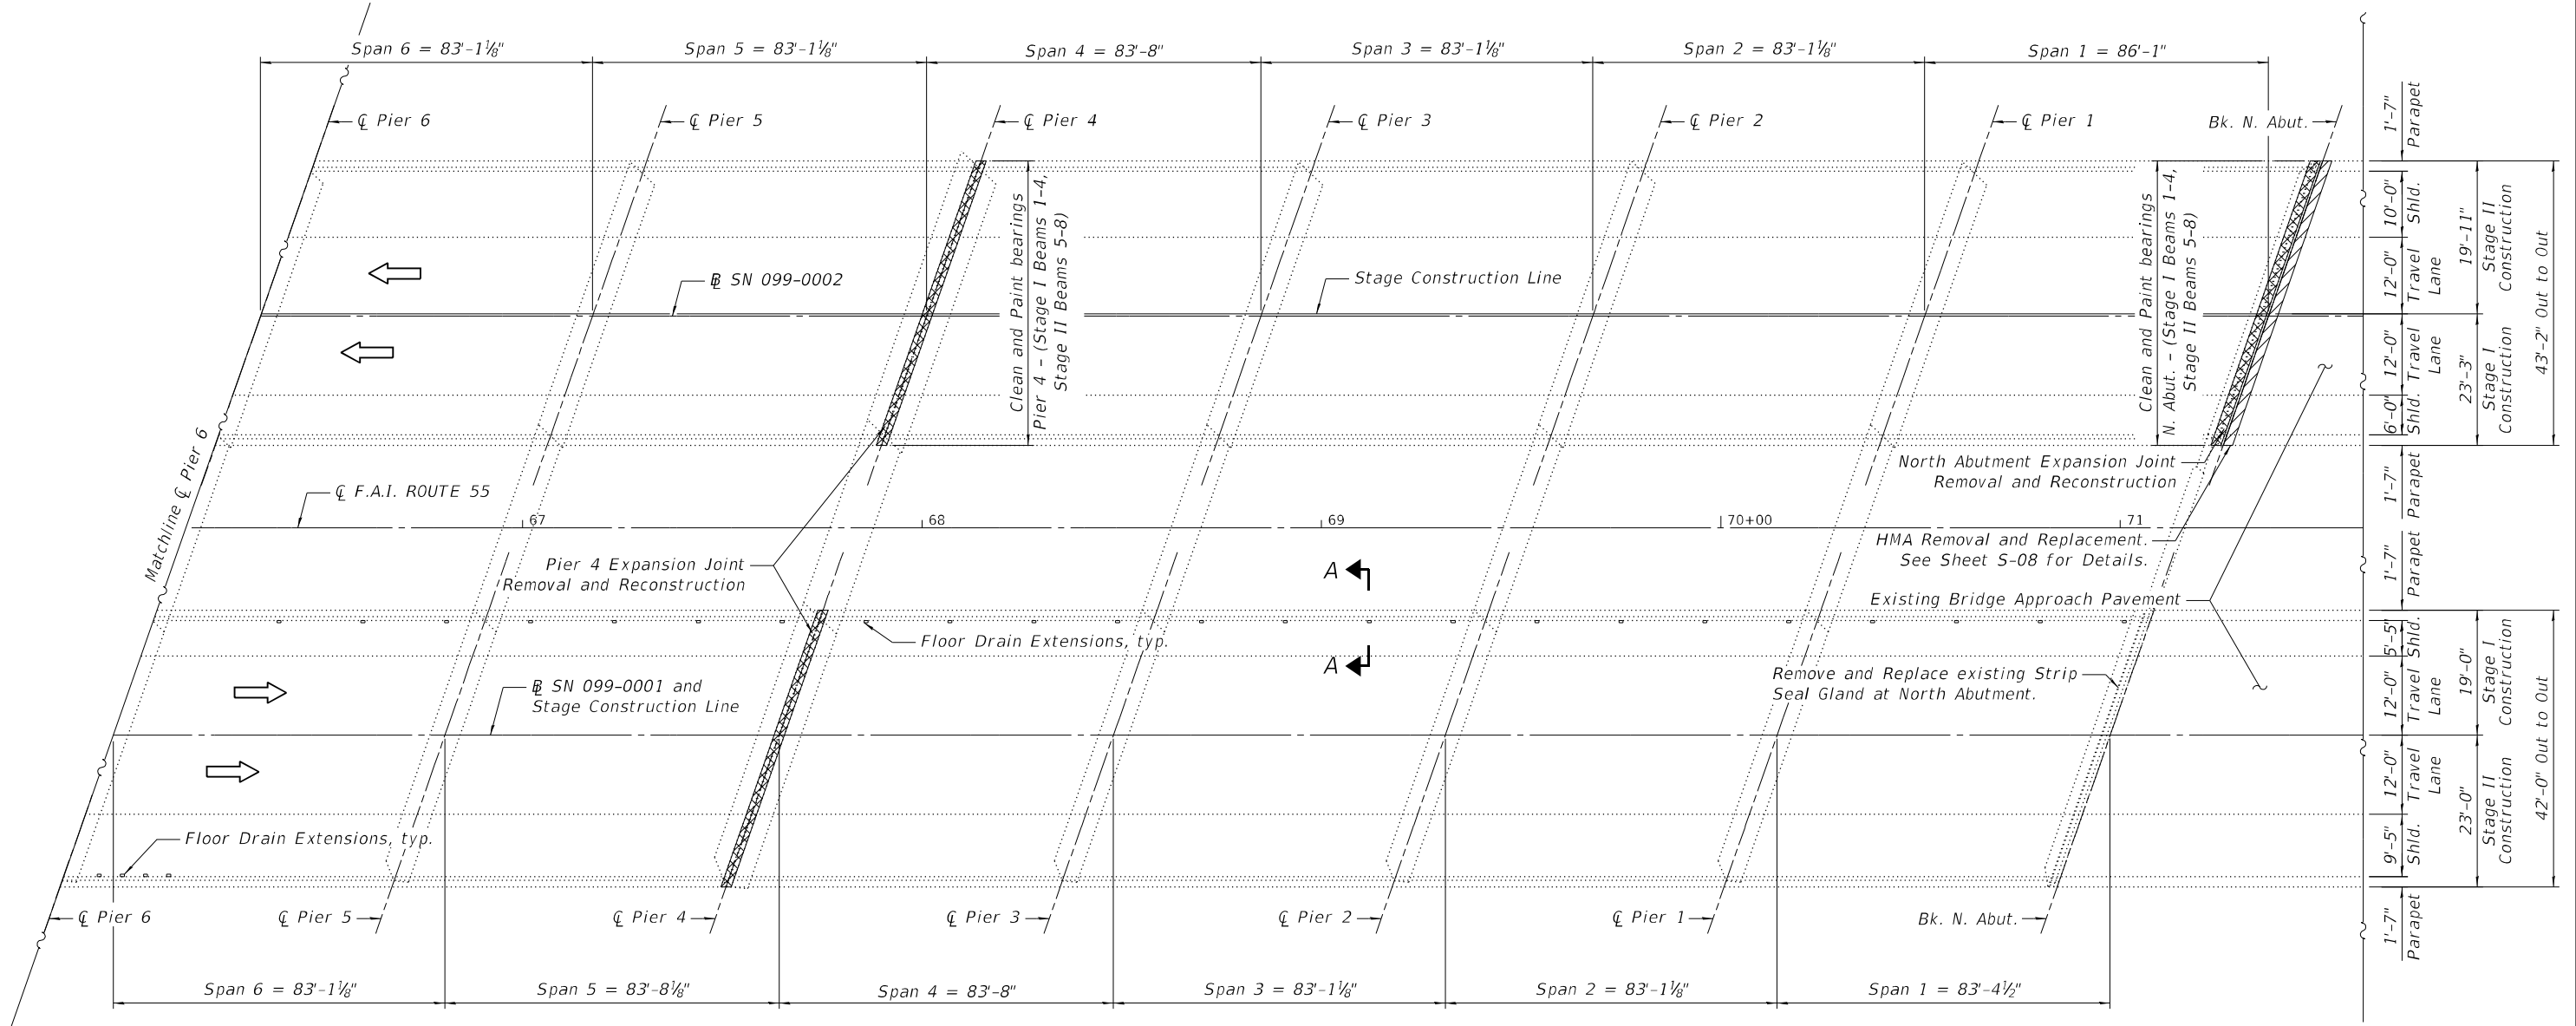 Span 6 = 83'-1⅛"
Span 5 = 83'-1⅛"
Span 4 = 83'-8"
Span 3 = 83'-1⅛"
Span 2 = 83'-1⅛"
Span 1 = 86'-1"
℄ Pier 6
℄ Pier 5
℄ Pier 4
℄ Pier 3
℄ Pier 2
℄ Pier 1
Bk. N. Abut.
Clean and Paint bearings
Pier 4 - (Stage I Beams 1-4,
Stage II Beams 5-8)
Clean and Paint bearings
N. Abut. - (Stage I Beams 1-4,
Stage II Beams 5-8)
BL SN 099-0002
Stage Construction Line
Matchline ℄ Pier 6
℄ F.A.I. ROUTE 55
North Abutment Expansion Joint
Removal and Reconstruction
67
68
69
70+00
71
Pier 4 Expansion Joint
Removal and Reconstruction
HMA Removal and Replacement.
See Sheet S-08 for Details.
A
Existing Bridge Approach Pavement
Floor Drain Extensions, typ.
A
Remove and Replace existing Strip
Seal Gland at North Abutment.
BL SN 099-0001 and
Stage Construction Line
Floor Drain Extensions, typ.
℄ Pier 6
℄ Pier 5
℄ Pier 4
℄ Pier 3
℄ Pier 2
℄ Pier 1
Bk. N. Abut.
Span 6 = 83'-1⅛"
Span 5 = 83'-8⅛"
Span 4 = 83'-8"
Span 3 = 83'-1⅛"
Span 2 = 83'-1⅛"
Span 1 = 83'-4½"
1'-7"
Parapet
10'-0"
Shld.
12'-0"
Travel
Lane
19'-11"
Stage II
Construction
12'-0"
Travel
Lane
6'-0"
Shld.
23'-3"
Stage I
Construction
43'-2" Out to Out
1'-7"
Parapet
1'-7"
Parapet
5'-5"
Shld.
12'-0"
Travel
Lane
19'-0"
Stage I
Construction
12'-0"
Travel
Lane
9'-5"
Shld.
23'-0"
Stage II
Construction
42'-0" Out to Out
1'-7"
Parapet